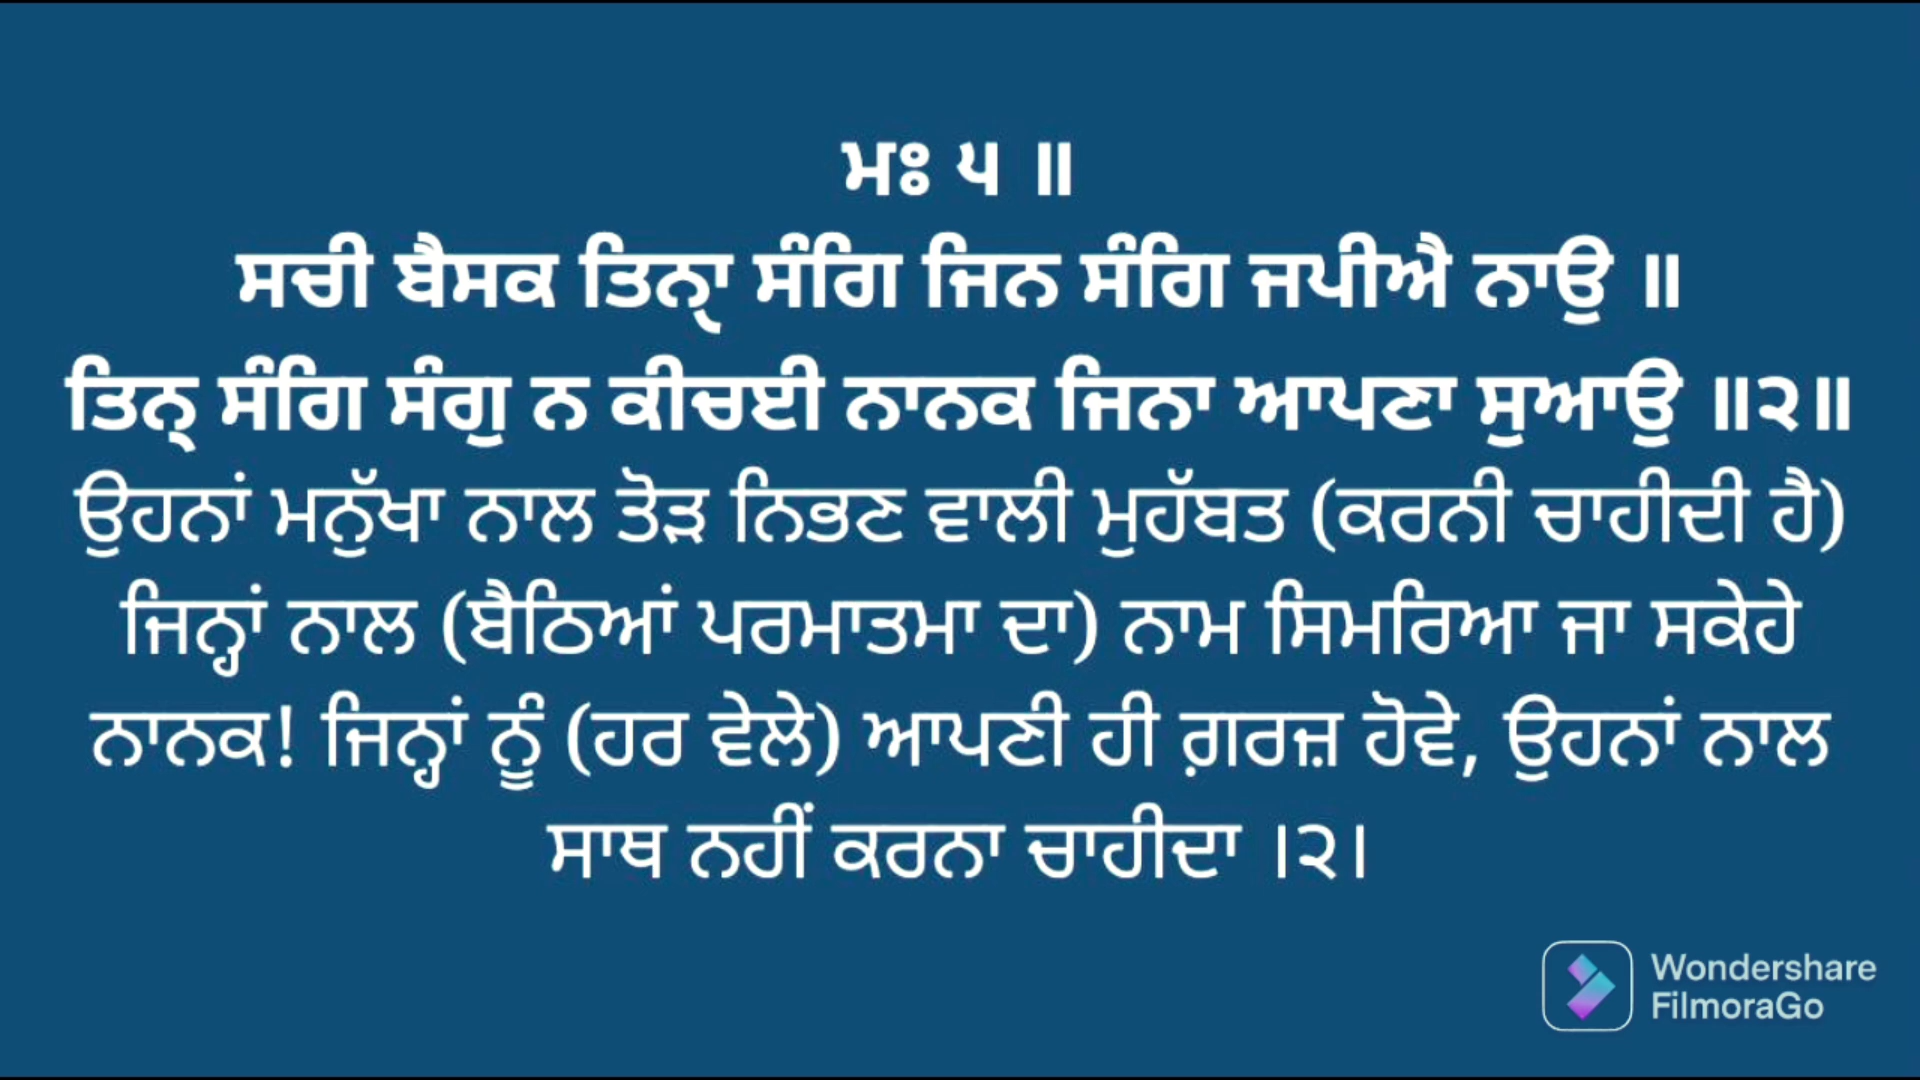 ਮਃ ੫ ॥
ਸਚੀ ਬੈਸਕ ਤਿਨੑਾ ਸੰਗਿ ਜਿਨ ਸੰਗਿ ਜਪੀਐ ਨਾਉ ॥
ਤਿਨੑ ਸੰਗਿ ਸੰਗੁ ਨ ਕੀਚਈ ਨਾਨਕ ਜਿਨਾ ਆਪਣਾ ਸੁਆਉ ॥੨॥
ਉਹਨਾਂ ਮਨੁੱਖਾ ਨਾਲ ਤੋੜ ਨਿਭਣ ਵਾਲੀ ਮੁਹੱਬਤ (ਕਰਨੀ ਚਾਹੀਦੀ ਹੈ)
ਜਿਨ੍ਹਾਂ ਨਾਲ (ਬੈਠਿਆਂ ਪਰਮਾਤਮਾ ਦਾ) ਨਾਮ ਸਿਮਰਿਆ ਜਾ ਸਕੇਹੇ
ਨਾਨਕ! ਜਿਨ੍ਹਾਂ ਨੂੰ (ਹਰ ਵੇਲੇ) ਆਪਣੀ ਹੀ ਗ਼ਰਜ਼ ਹੋਵੇ, ਉਹਨਾਂ ਨਾਲ
ਸਾਥ ਨਹੀਂ ਕਰਨਾ ਚਾਹੀਦਾ ।੨।
Wondershare
FilmoraGo